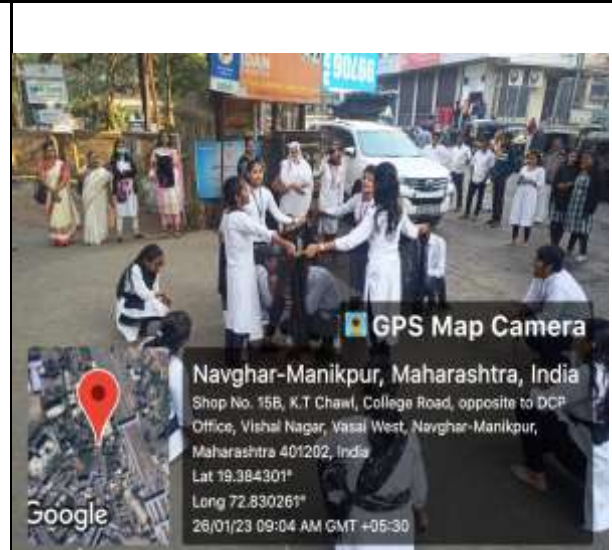 DAN
90766
GPS Map Camera
Navghar-Manikpur, Maharashtra, India
Shop No. 15B, K.T Chawl, College Road, opposite to DCP
Office, Vishal Nagar, Vasai West, Navghar-Manikpur,
Maharashtra 401202, India
Lat 19.384301°
Long 72.830261°
26/01/23 09:04 AM GMT +05:30
Google